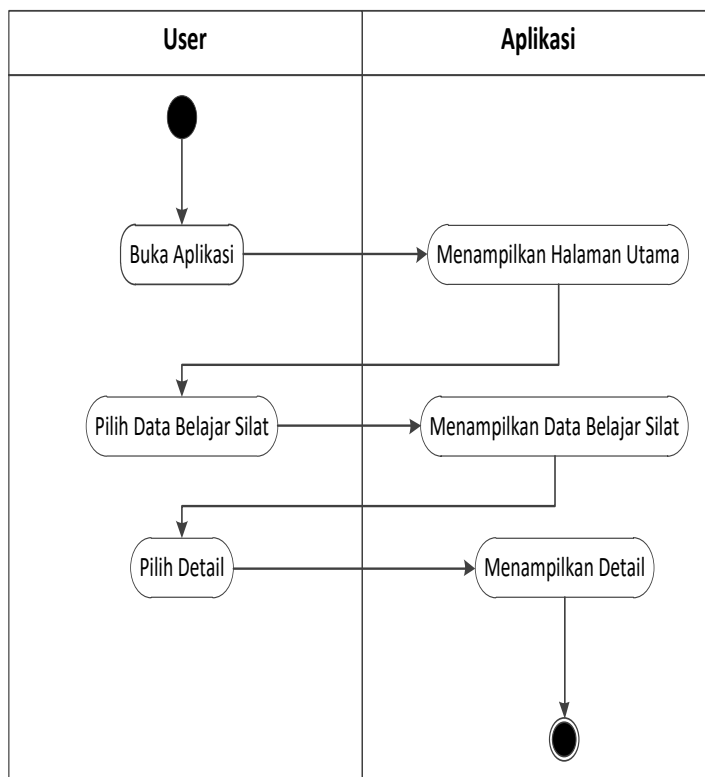 User
Aplikasi
Buka Aplikasi
Menampilkan Halaman Utama
Pilih Data Belajar Silat
Menampilkan Data Belajar Silat
Pilih Detail
Menampilkan Detail